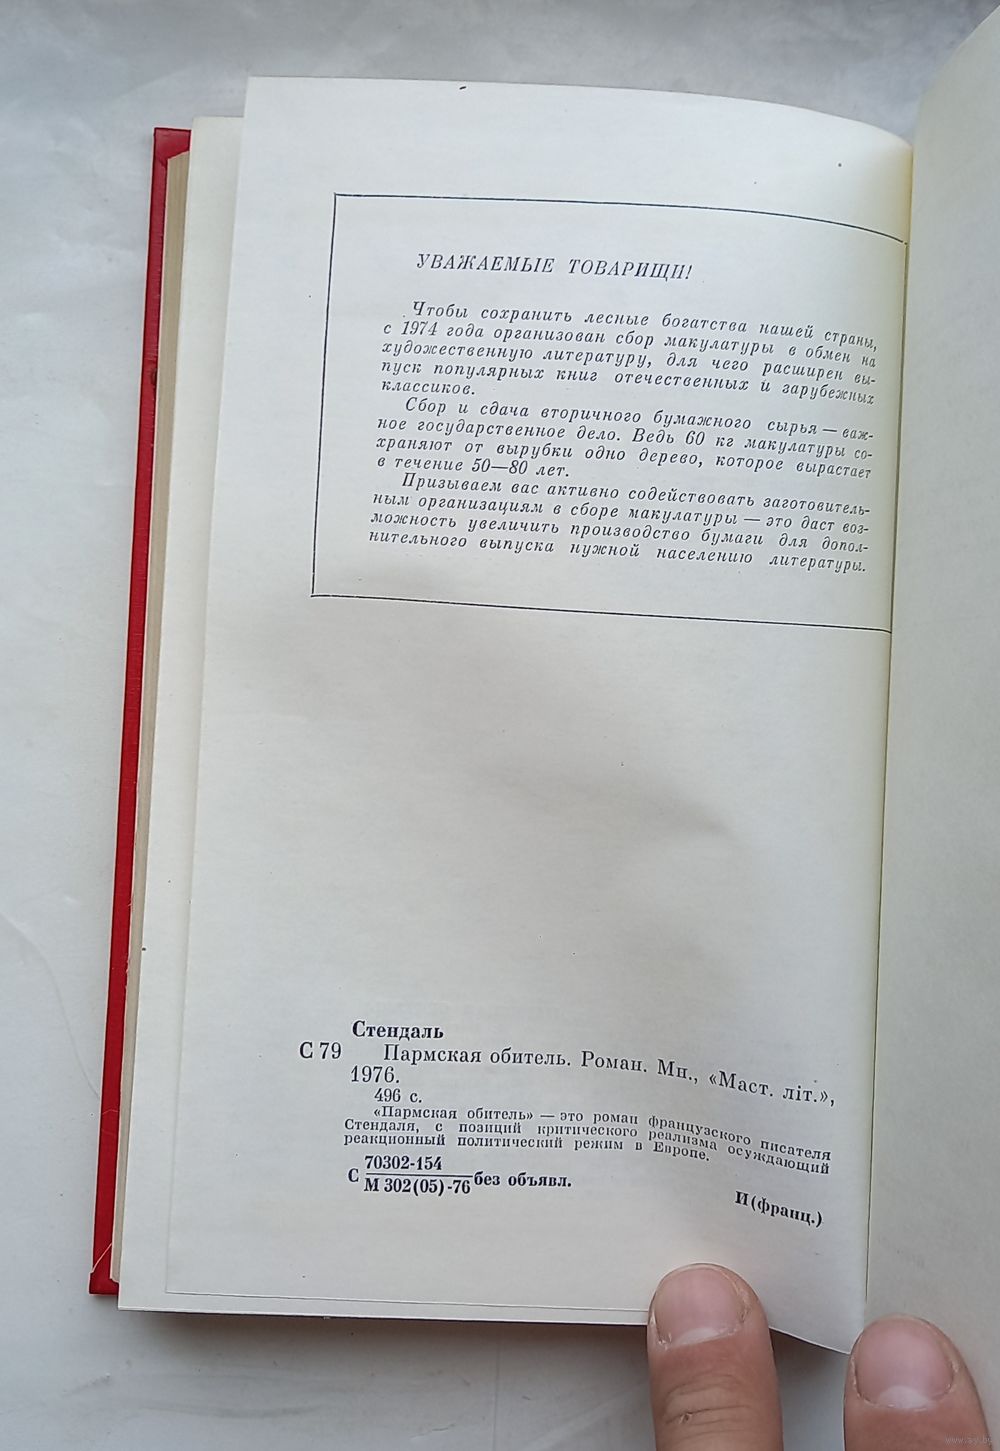 УВАЖАЕМЫЕ ТОВАРИЩИ!
Чтобы сохранить лесные богатства нашей страны,
с 1974 года организован сбор макулатуры в обмен на
художественную литературу, для чего расширен вы-
пуск популярных книг отечественных и зарубежных
классиков.
Сбор и сдача вторичного бумажного сырья — важ-
ное государственное дело. Ведь 60 кг макулатуры со-
храняют от вырубки одно дерево, которое вырастает
в течение 50—80 лет.
Призываем вас активно содействовать заготовитель-
ным организациям в сборе макулатуры — это даст воз-
можность увеличить производство бумаги для допол-
нительного выпуска нужной населению литературы.
Стендаль
С 79 Пармская обитель. Роман. Мн., «Маст. літ.»,
1976.
496 с.
«Пармская обитель» — это роман французского писателя
Стендаля, с позиций критического реализма осуждающий
реакционный политический режим в Европе.
70302-154
С М 302(05)-76 без объявл.
И(франц.)
www.ay.by